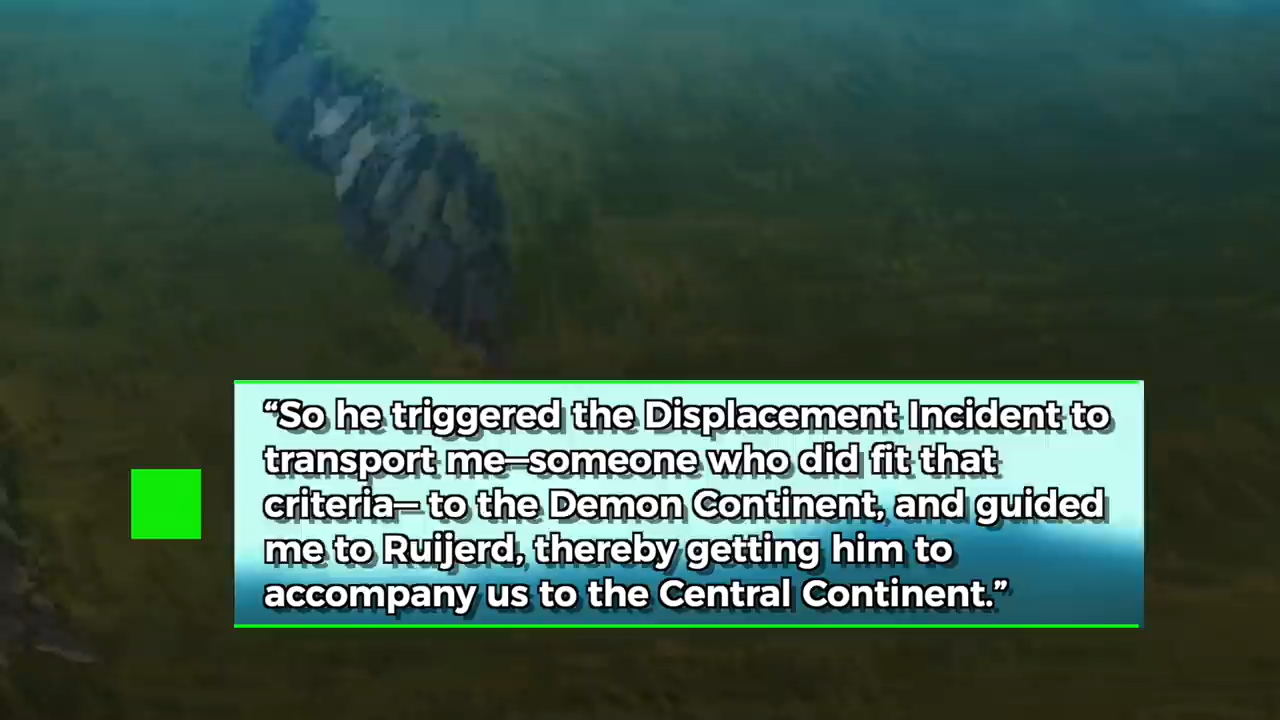 “So he triggered the Displacement Incident to
transport me—someone who did fit that
criteria— to the Demon Continent, and guided
me to Ruijerd, thereby getting him to
accompany us to the Central Continent.”